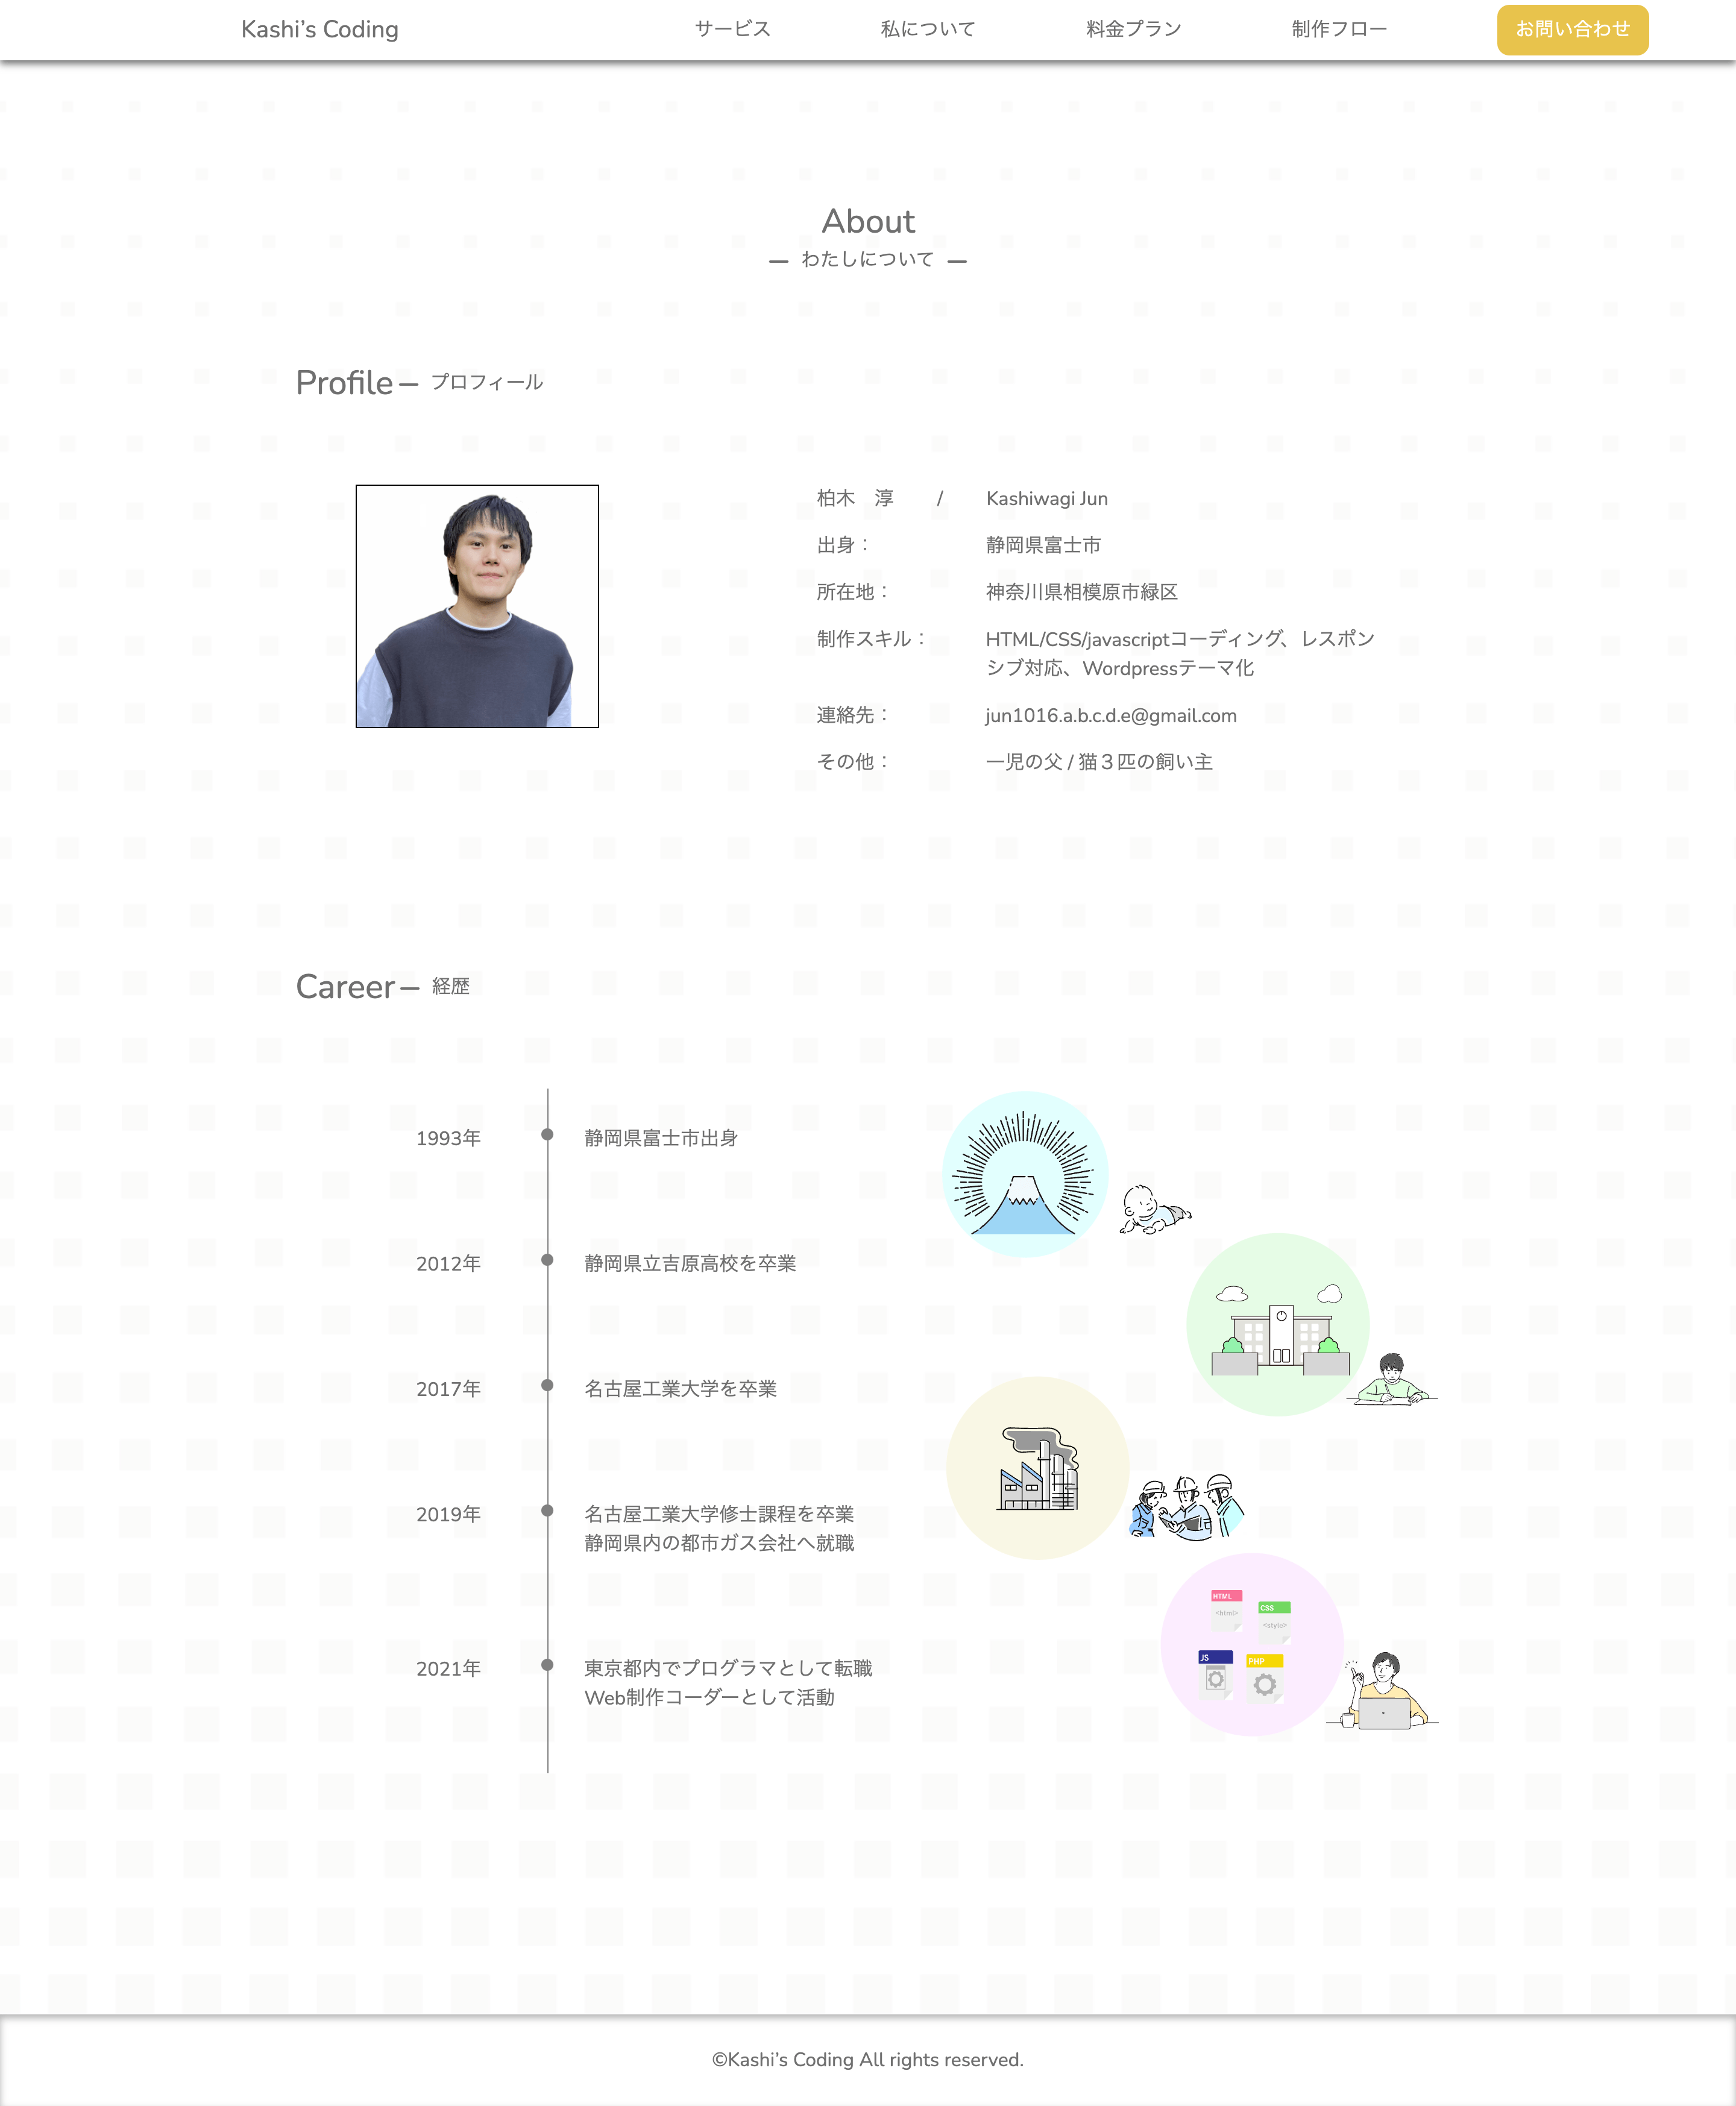 Kashi’s Coding
サービス
私について
料金プラン
制作フロー
お問い合わせ
About
— わたしについて —
Profile — プロフィール
柏木　淳 / Kashiwagi Jun
出身： 静岡県富士市
所在地： 神奈川県相模原市緑区
制作スキル： HTML/CSS/javascriptコーディング、レスポン
シブ対応、Wordpressテーマ化
連絡先： jun1016.a.b.c.d.e@gmail.com
その他： 一児の父 / 猫３匹の飼い主
Career — 経歴
1993年 静岡県富士市出身
2012年 静岡県立吉原高校を卒業
2017年 名古屋工業大学を卒業
2019年 名古屋工業大学修士課程を卒業
静岡県内の都市ガス会社へ就職
2021年 東京都内でプログラマとして転職
Web制作コーダーとして活動
HTML
<html>
CSS
<style>
JS
PHP
©Kashi’s Coding All rights reserved.